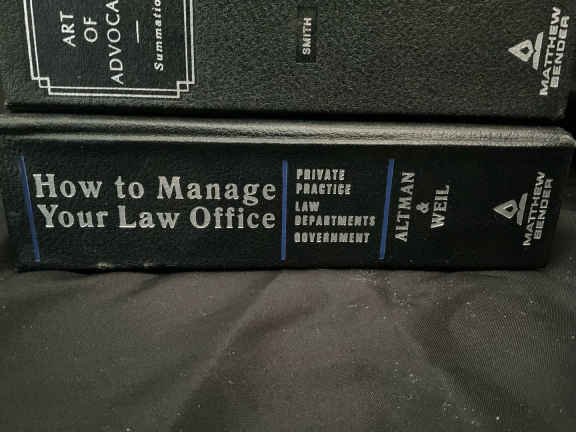 ART
OF
ADVOCA
Summatio
SMITH
MATTHEW
BENDER
How to Manage
Your Law Office
PRIVATE
PRACTICE
LAW
DEPARTMENTS
GOVERNMENT
ALTMAN
&
WEIL
MATTHEW
BENDER